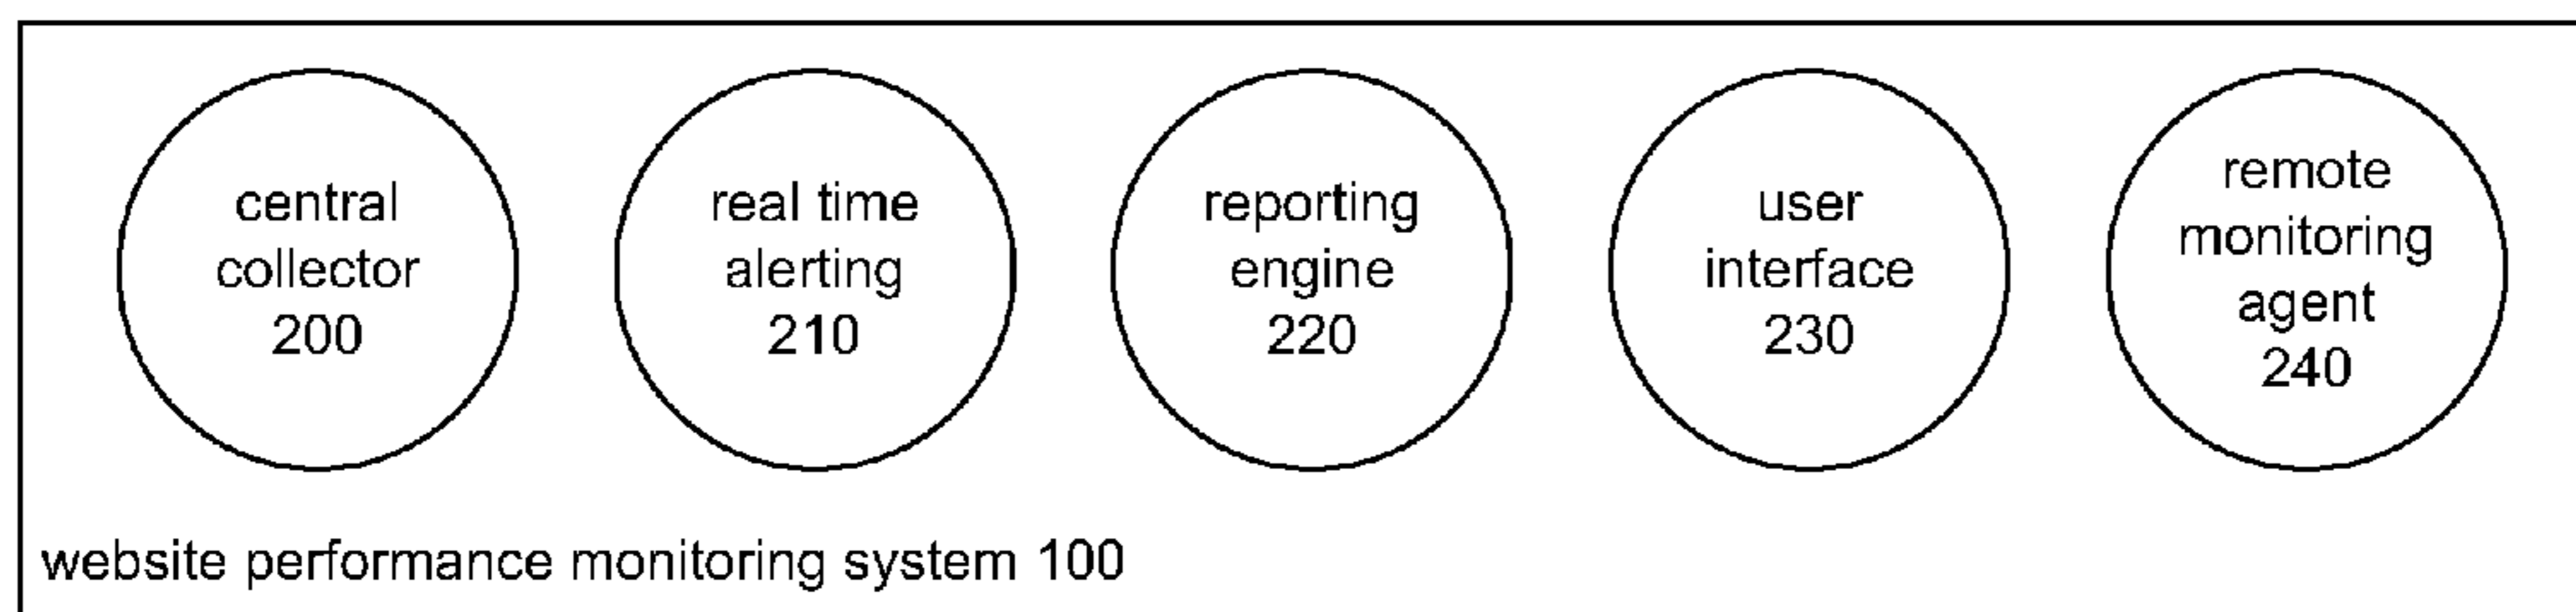 central
collector
200
real time
alerting
210
reporting
engine
220
user
interface
230
remote
monitoring
agent
240
website performance monitoring system 100